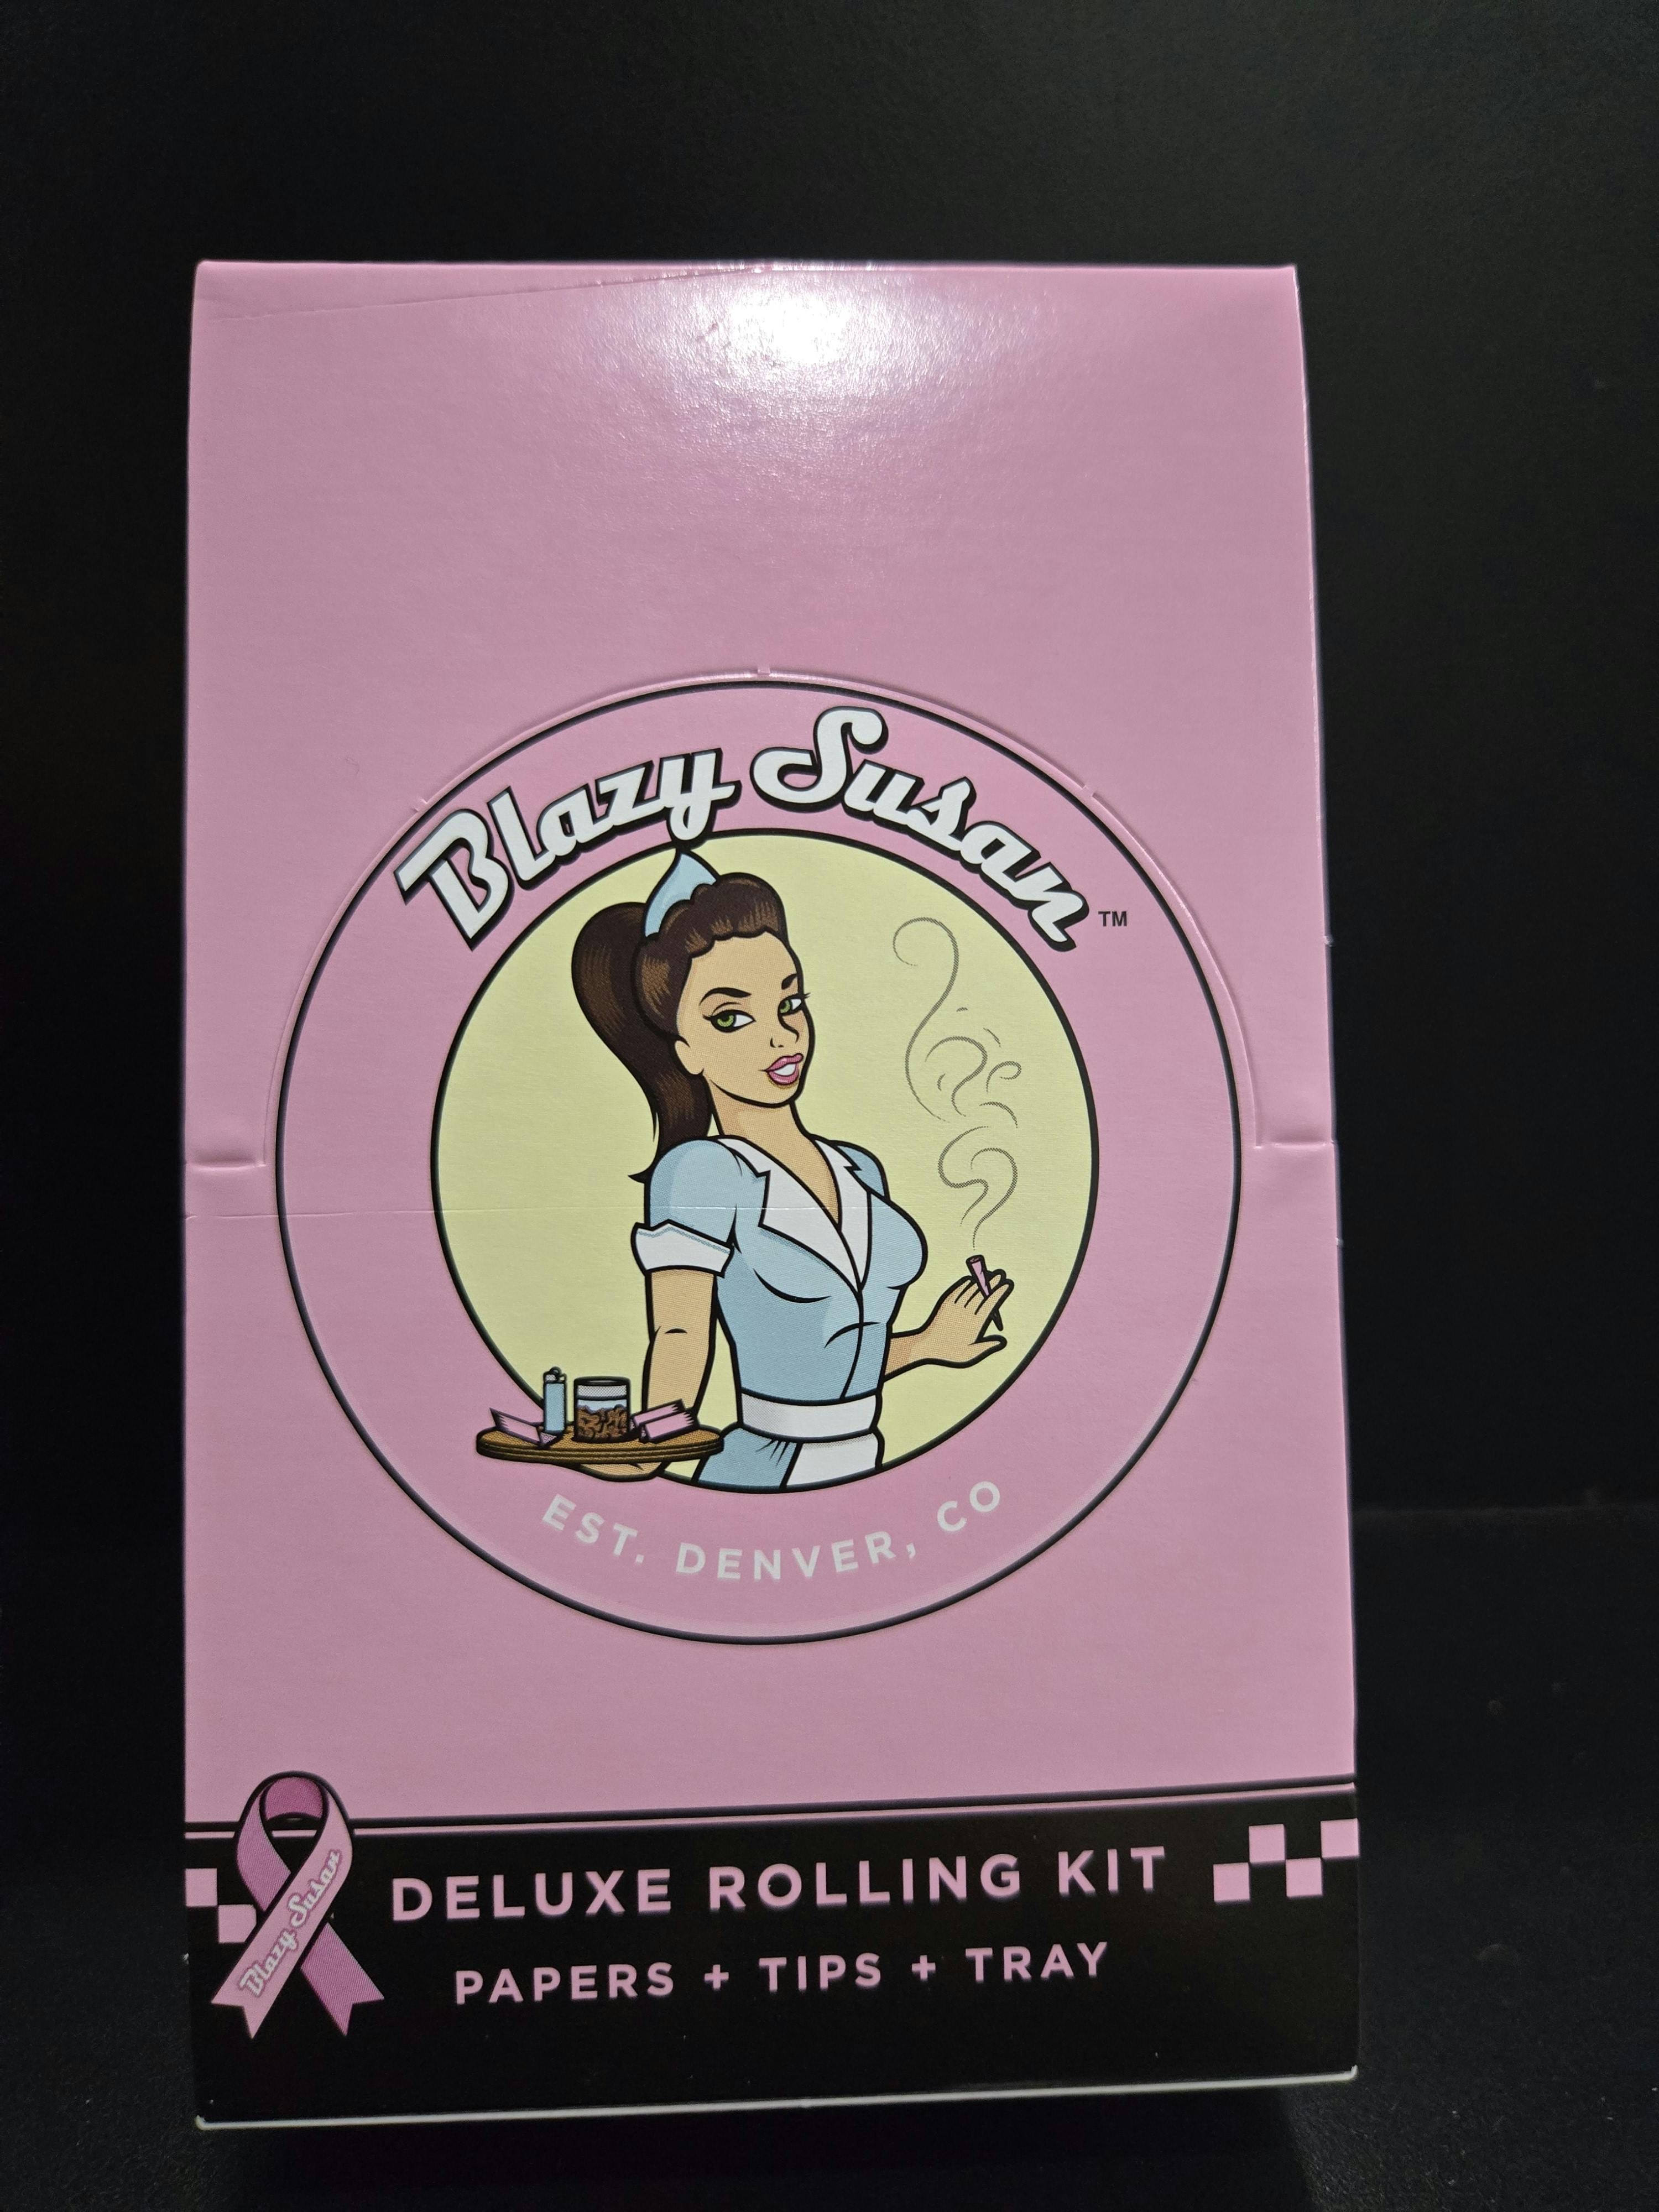 Blazy Susan™
EST. DENVER, CO
DELUXE ROLLING KIT
PAPERS + TIPS + TRAY
Blazy Susan